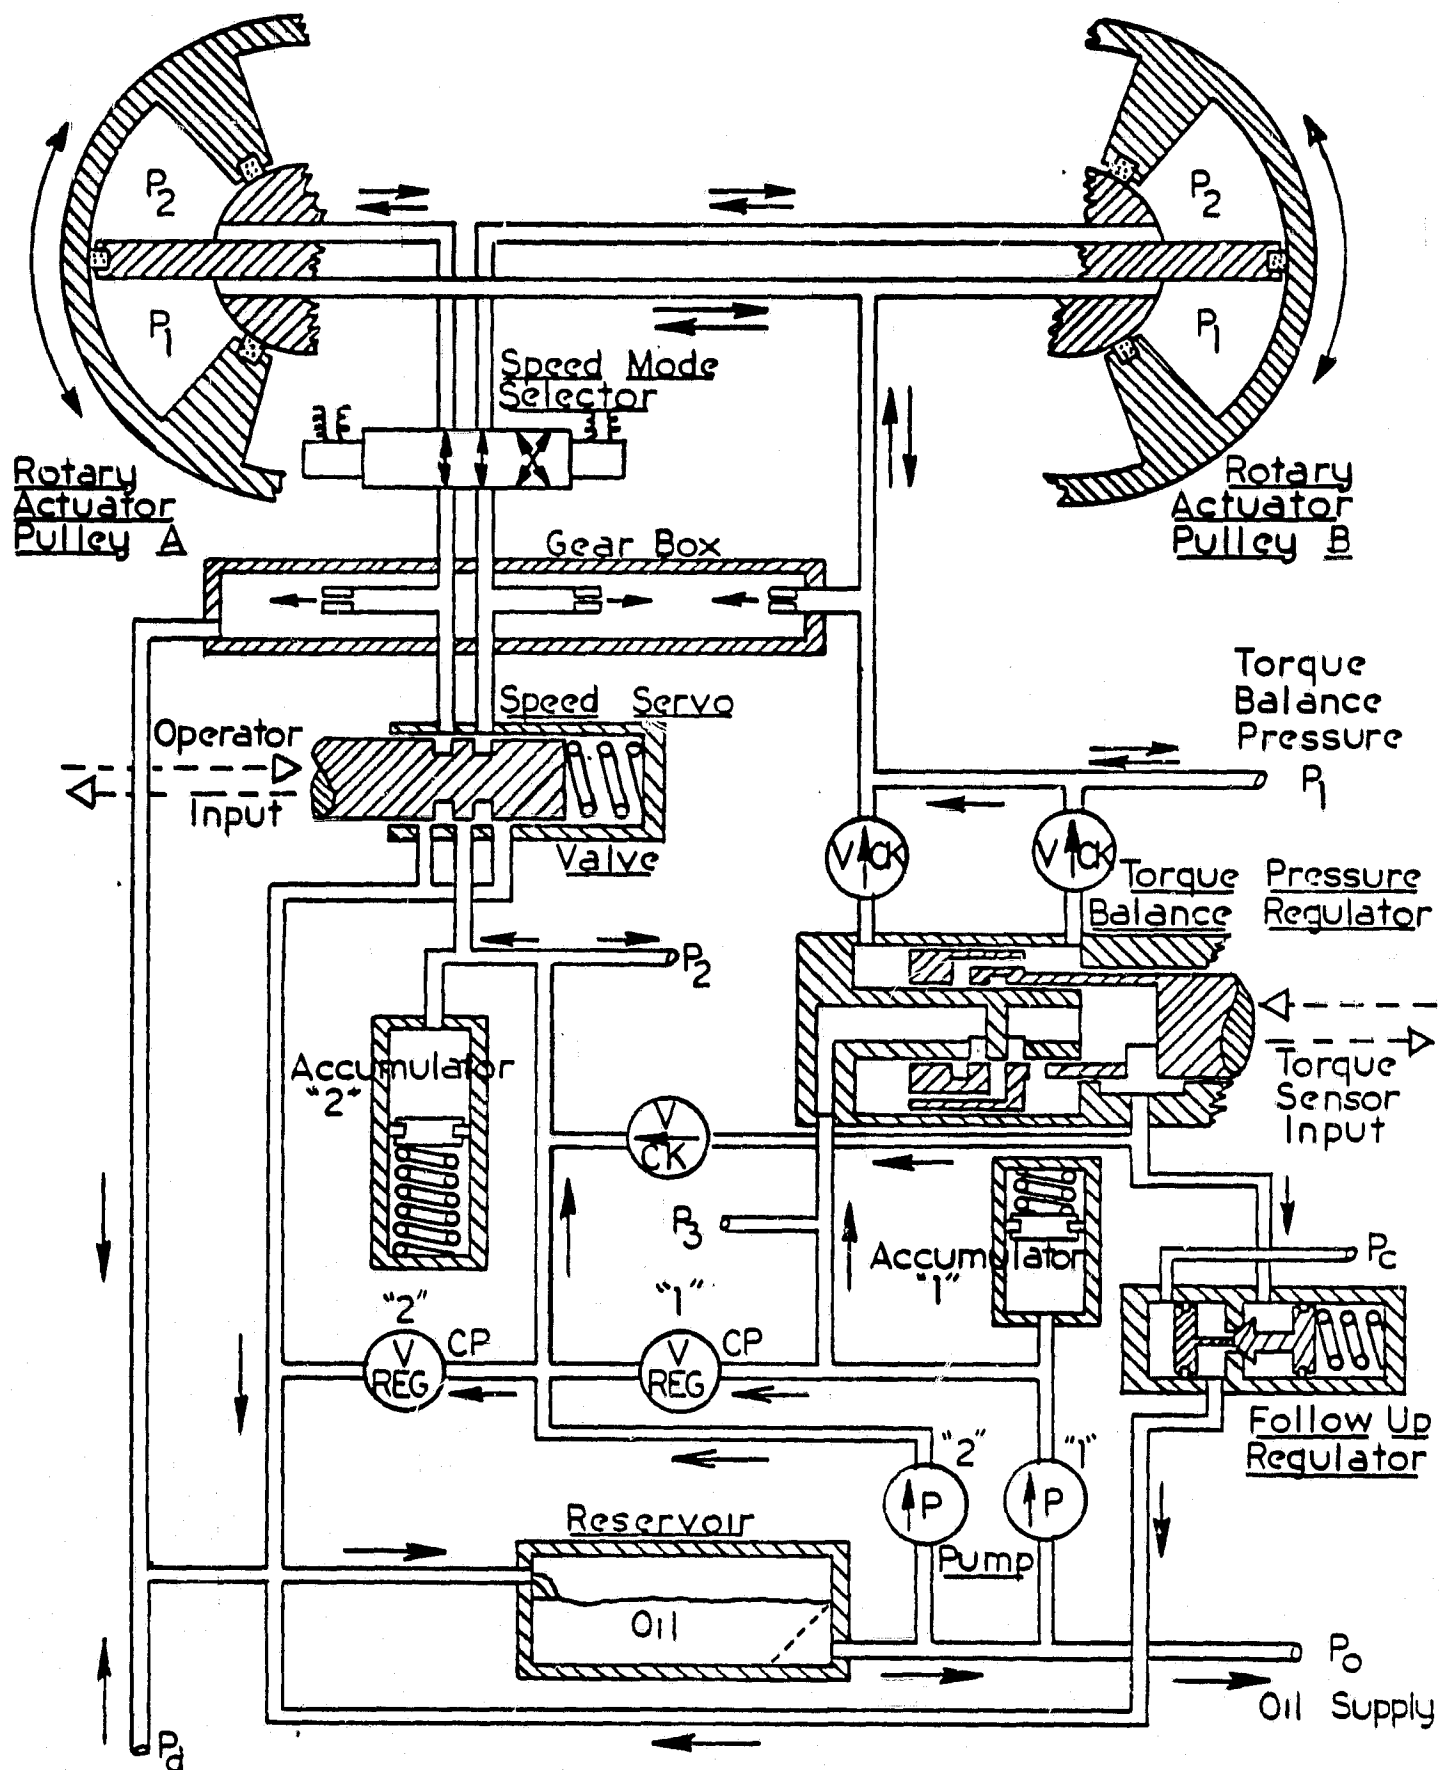 P2
P2
P1
P1
Speed Mode
Selector
Rotary
Actuator
Pulley A
Rotary
Actuator
Pulley B
Gear Box
Speed Servo
Valve
Operator
Input
Torque
Balance
Pressure
P1
V CK
V CK
Torque Pressure
Balance Regulator
P2
Accumulator
"2"
Torque
Sensor
Input
V
CK
P3
Accumulator
"1"
Pc
"2"
V
REG
CP
"1"
V
REG
CP
Follow Up
Regulator
"2"
"1"
P
P
Pump
Reservoir
Oil
Po
Oil Supply
Pd